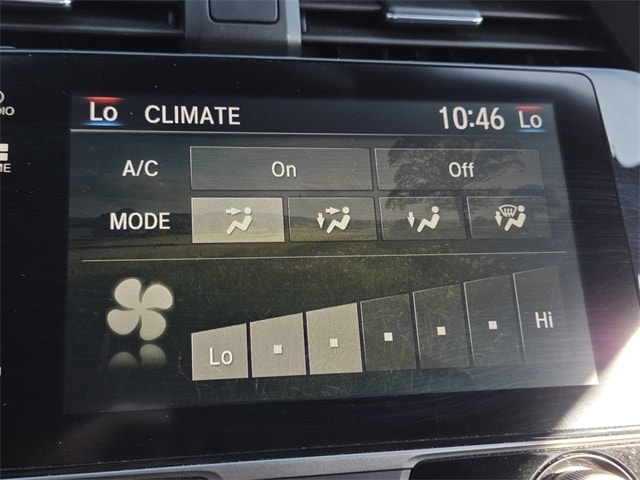 Lo CLIMATE 10:46 Lo
A/C On Off
MODE
Lo Hi